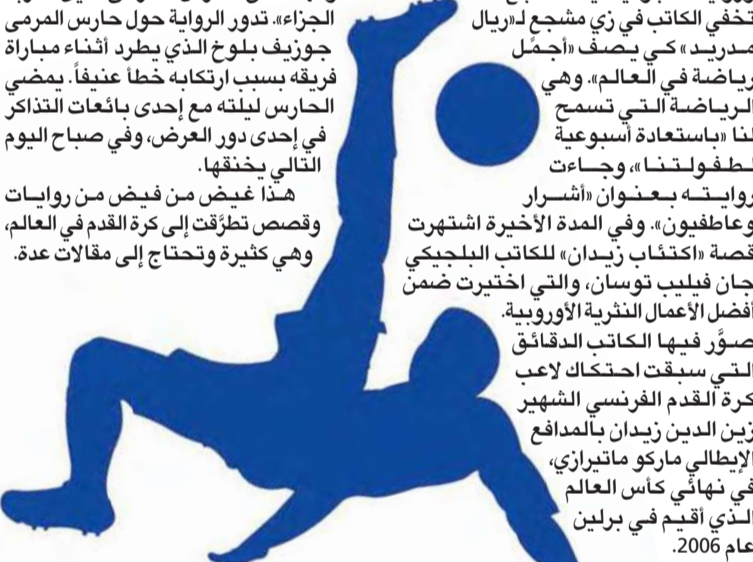 تخفي الكاتب في زي مشجع لـ«ريال
مدريد» كي يصف «أجمل
رياضة في العالم». وهي
الرياضة التي تسمح
لنا «باستعادة أسبوعية
لطفولتنا»، وجاءت
روايته بعنوان «أشرار
وعاطفيون». وفي المدة الأخيرة اشتهرت
قصة «اكتئاب زيدان» للكاتب البلجيكي
جان فيليب توسان، والتي اختيرت ضمن
أفضل الأعمال النثرية الأوروبية.
صوَّر فيها الكاتب الدقائق
التي سبقت احتكاك لاعب
كرة القدم الفرنسي الشهير
زين الدين زيدان بالمدافع
الإيطالي ماركو ماتيرازي،
في نهائي كأس العالم
الذي أقيم في برلين
عام 2006.
الجزاء». تدور الرواية حول حارس المرمى
جوزيف بلوخ الذي يطرد أثناء مباراة
فريقه بسبب ارتكابه خطأ عنيفاً. يمضي
الحارس ليلته مع إحدى بائعات التذاكر
في إحدى دور العرض، وفي صباح اليوم
التالي يخنقها.
هذا غيض من فيض من روايات
وقصص تطرَّقت إلى كرة القدم في العالم،
وهي كثيرة وتحتاج إلى مقالات عدة.